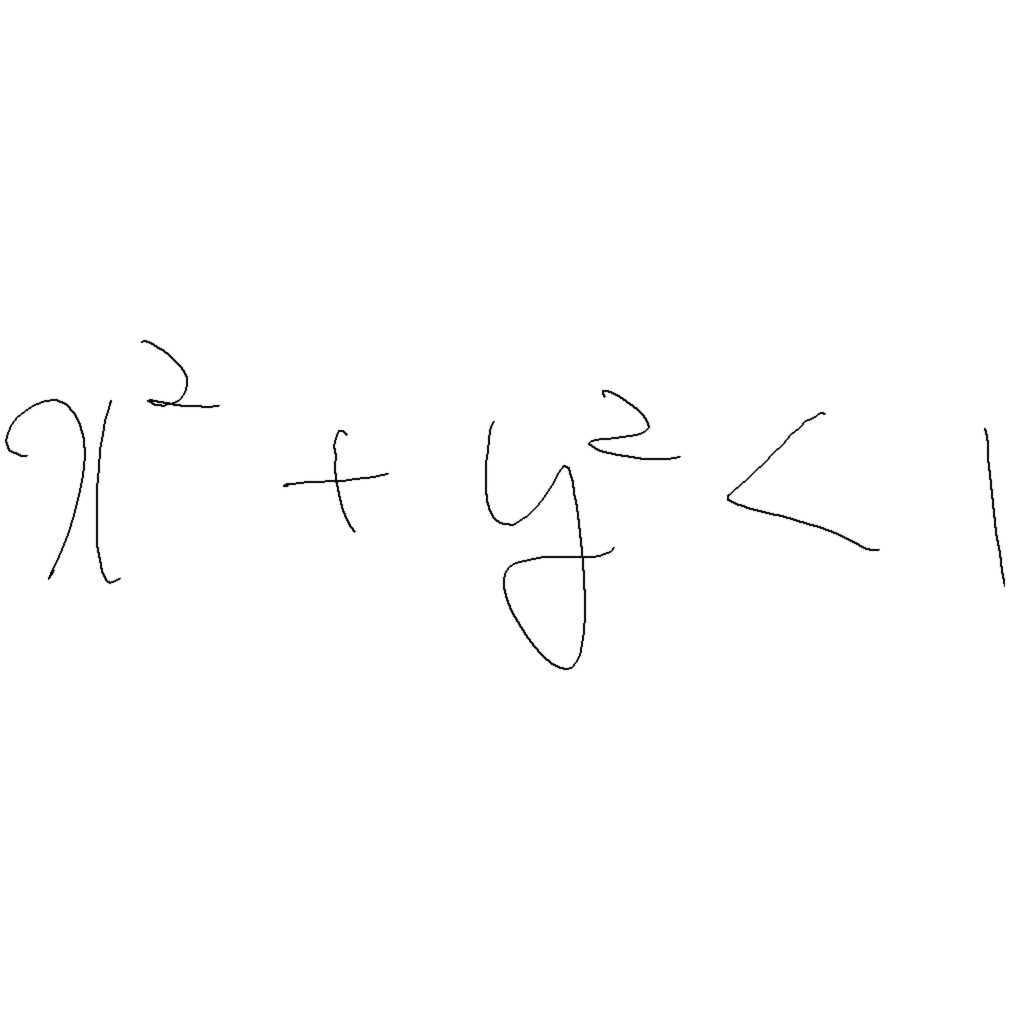 x² + y² < 1